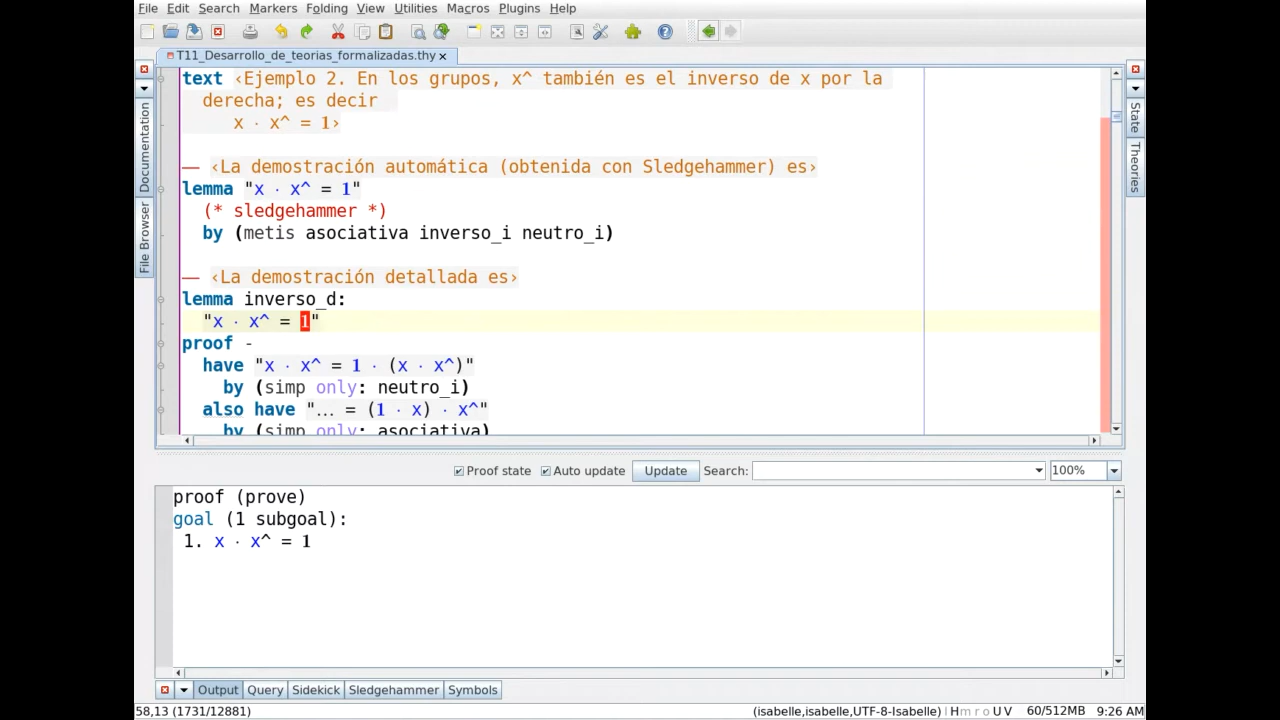 File Edit Search Markers Folding View Utilities Macros Plugins Help
T11_Desarrollo_de_teorias_formalizadas.thy
Documentation
File Browser
text ‹Ejemplo 2. En los grupos, x^ también es el inverso de x por la
derecha; es decir
x · x^ = 1›
— ‹La demostración automática (obtenida con Sledgehammer) es›
lemma "x · x^ = 1"
(* sledgehammer *)
by (metis asociativa inverso_i neutro_i)
— ‹La demostración detallada es›
lemma inverso_d:
"x · x^ = 1"
proof -
have "x · x^ = 1 · (x · x^)"
by (simp only: neutro_i)
also have "... = (1 · x) · x^"
by (simp only: asociativa)
State
Theories
Proof state Auto update Update Search: 100%
proof (prove)
goal (1 subgoal):
1. x · x^ = 1
Output Query Sidekick Sledgehammer Symbols
58,13 (1731/12881) (isabelle,isabelle,UTF-8-Isabelle) H m r o U V 60/512MB 9:26 AM